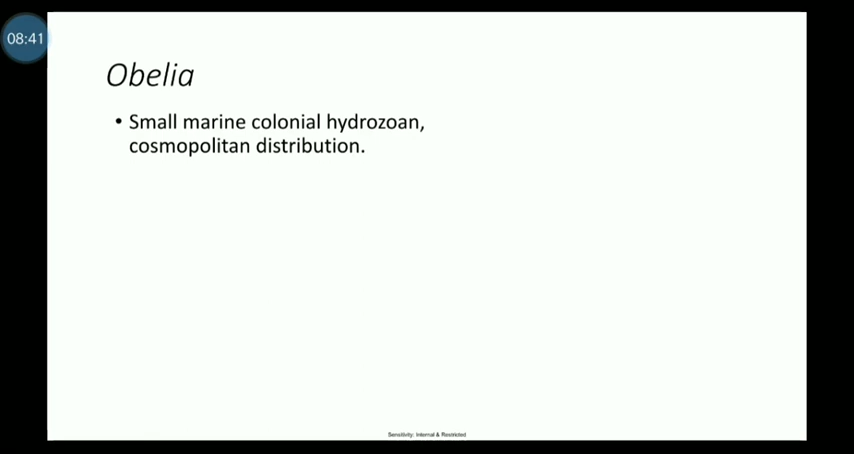 08:41
Obelia
• Small marine colonial hydrozoan,
cosmopolitan distribution.
Sensitivity: Internal & Restricted